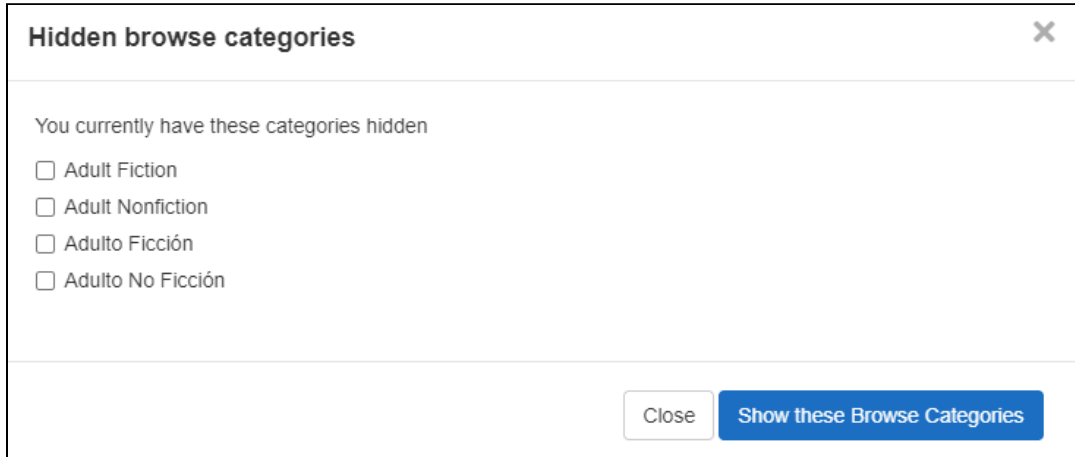 Hidden browse categories
You currently have these categories hidden
Adult Fiction
Adult Nonfiction
Adulto Ficción
Adulto No Ficción
Close
Show these Browse Categories